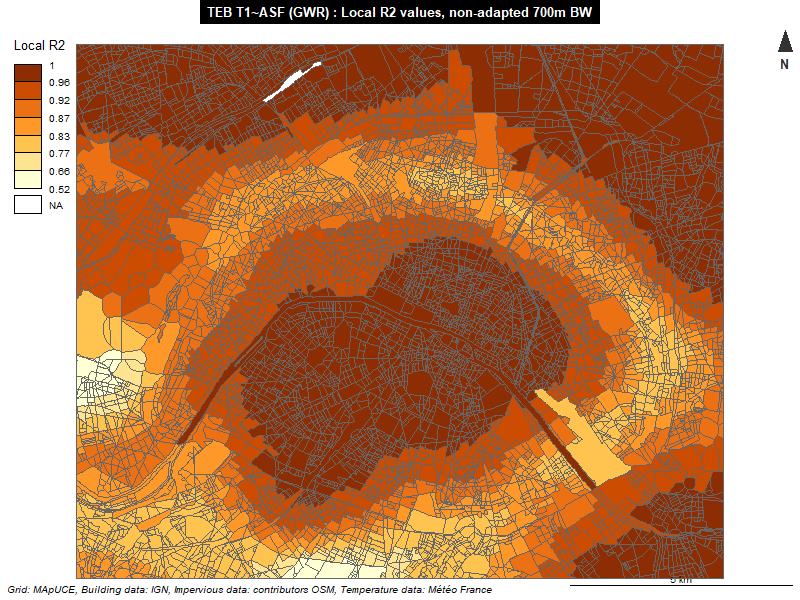 TEB T1~ASF (GWR) : Local R2 values, non-adapted 700m BW
Local R2
1
0.96
0.92
0.87
0.83
0.77
0.66
0.52
NA
N
5 km
Grid: MApUCE, Building data: IGN, Impervious data: contributors OSM, Temperature data: Météo France